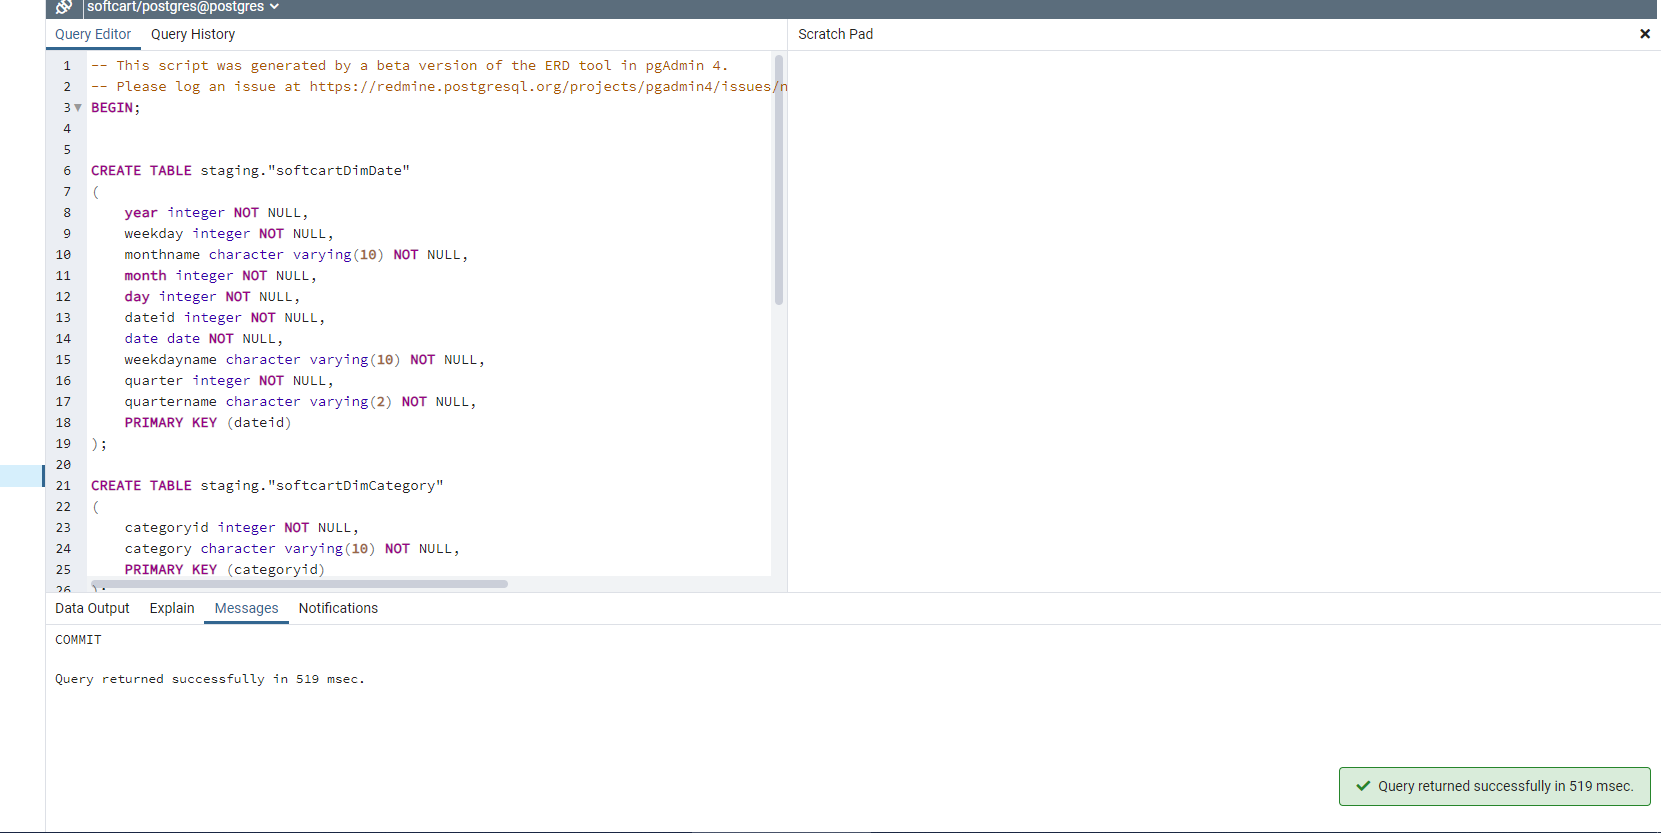 softcart/postgres@postgres
Query Editor Query History
Scratch Pad
1 -- This script was generated by a beta version of the ERD tool in pgAdmin 4.
2 -- Please log an issue at https://redmine.postgresql.org/projects/pgadmin4/issues/n
3 BEGIN;
4
5
6 CREATE TABLE staging."softcartDimDate"
7 (
8 year integer NOT NULL,
9 weekday integer NOT NULL,
10 monthname character varying(10) NOT NULL,
11 month integer NOT NULL,
12 day integer NOT NULL,
13 dateid integer NOT NULL,
14 date date NOT NULL,
15 weekdayname character varying(10) NOT NULL,
16 quarter integer NOT NULL,
17 quartername character varying(2) NOT NULL,
18 PRIMARY KEY (dateid)
19 );
20
21 CREATE TABLE staging."softcartDimCategory"
22 (
23 categoryid integer NOT NULL,
24 category character varying(10) NOT NULL,
25 PRIMARY KEY (categoryid)
26 );
Data Output Explain Messages Notifications
COMMIT
Query returned successfully in 519 msec.
Query returned successfully in 519 msec.